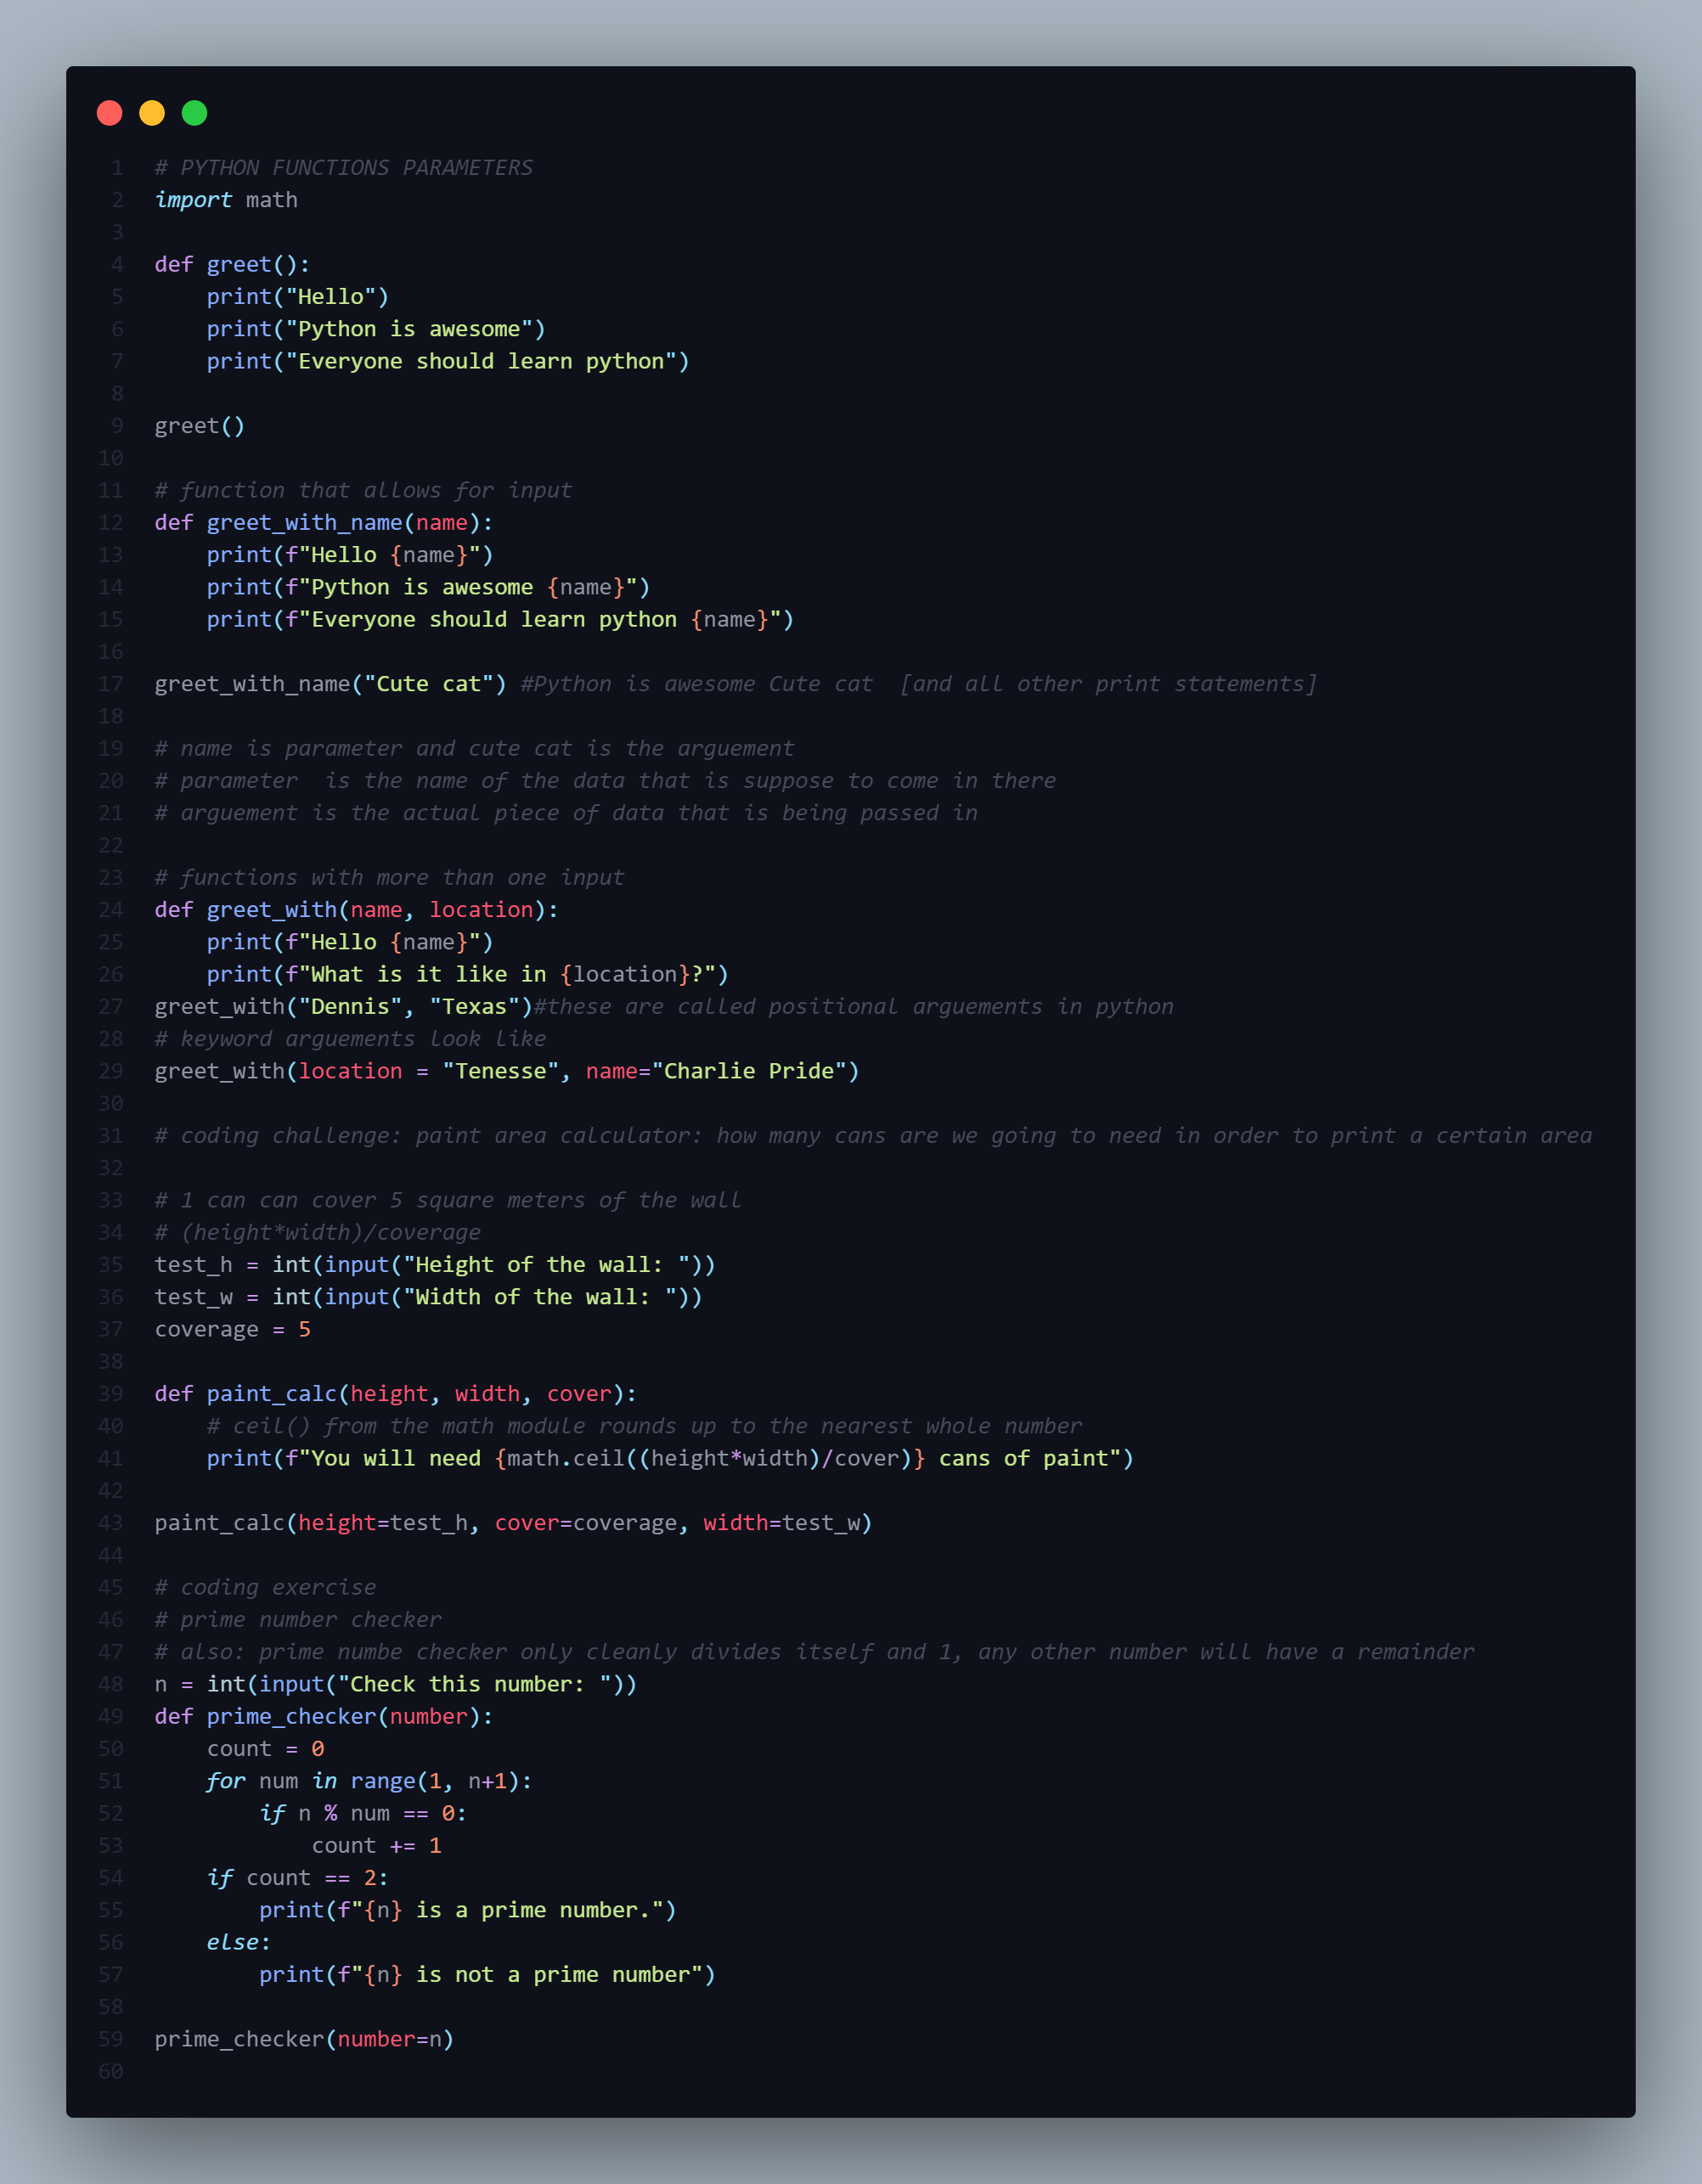 1 # PYTHON FUNCTIONS PARAMETERS
2 import math
3
4 def greet():
5     print("Hello")
6     print("Python is awesome")
7     print("Everyone should learn python")
8
9 greet()
10
11 # function that allows for input
12 def greet_with_name(name):
13     print(f"Hello {name}")
14     print(f"Python is awesome {name}")
15     print(f"Everyone should learn python {name}")
16
17 greet_with_name("Cute cat") #Python is awesome Cute cat  [and all other print statements]
18
19 # name is parameter and cute cat is the arguement
20 # parameter  is the name of the data that is suppose to come in there
21 # arguement is the actual piece of data that is being passed in
22
23 # functions with more than one input
24 def greet_with(name, location):
25     print(f"Hello {name}")
26     print(f"What is it like in {location}?")
27 greet_with("Dennis", "Texas")#these are called positional arguements in python
28 # keyword arguements look like
29 greet_with(location = "Tenesse", name="Charlie Pride")
30
31 # coding challenge: paint area calculator: how many cans are we going to need in order to print a certain area
32
33 # 1 can can cover 5 square meters of the wall
34 # (height*width)/coverage
35 test_h = int(input("Height of the wall: "))
36 test_w = int(input("Width of the wall: "))
37 coverage = 5
38
39 def paint_calc(height, width, cover):
40     # ceil() from the math module rounds up to the nearest whole number
41     print(f"You will need {math.ceil((height*width)/cover)} cans of paint")
42
43 paint_calc(height=test_h, cover=coverage, width=test_w)
44
45 # coding exercise
46 # prime number checker
47 # also: prime numbe checker only cleanly divides itself and 1, any other number will have a remainder
48 n = int(input("Check this number: "))
49 def prime_checker(number):
50     count = 0
51     for num in range(1, n+1):
52         if n % num == 0:
53             count += 1
54     if count == 2:
55         print(f"{n} is a prime number.")
56     else:
57         print(f"{n} is not a prime number")
58
59 prime_checker(number=n)
60